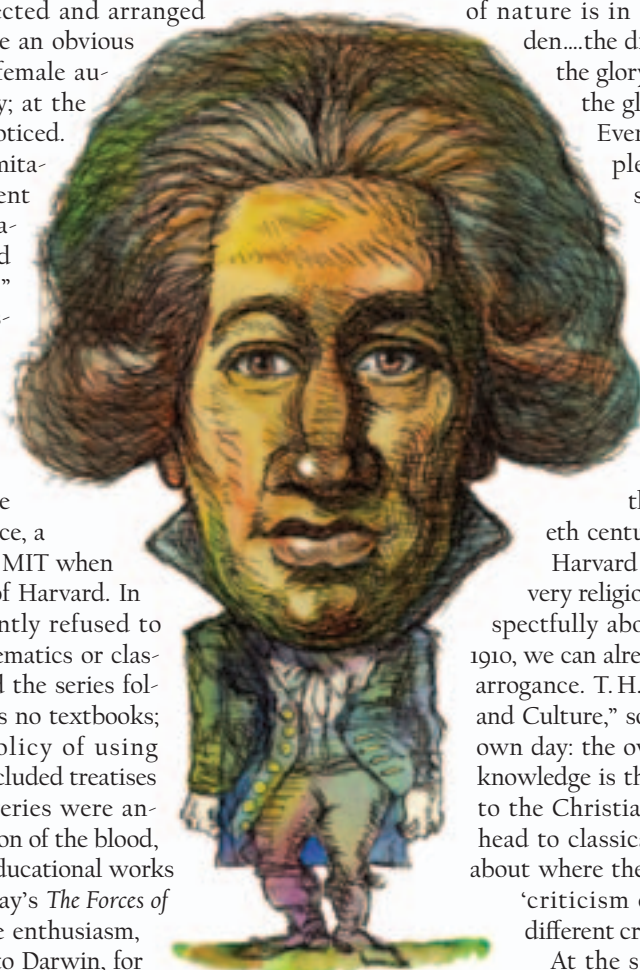 ected and arranged
e an obvious
female au-
y; at the
oticed.
mita-
ent
a-
d
”
-
e
ce, a
MIT when
of Harvard. In
ntly refused to
ematics or clas-
d the series fol-
s no textbooks;
olicy of using
cluded treatises
eries were an-
on of the blood,
ducational works
ay’s The Forces of
e enthusiasm,
to Darwin, for
of nature is in
den....the di
the glory
the gl
Ever
ple
s
th
eth centu
Harvard
very religio
spectfully abo
1910, we can alre
arrogance. T. H.
and Culture,” so
own day: the ov
knowledge is th
to the Christia
head to classic
about where the
‘criticism o
different cr
At the s